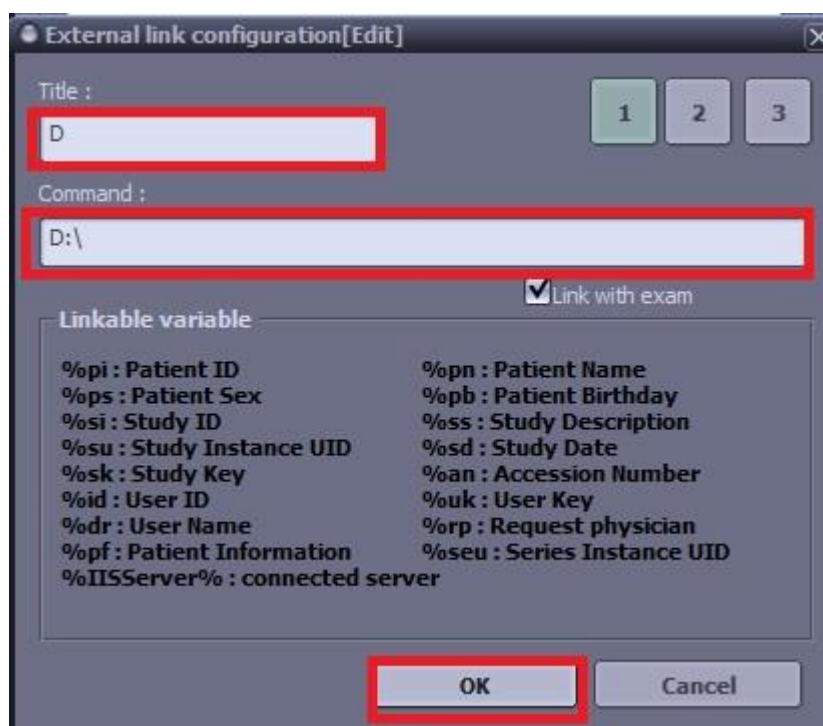 External link configuration[Edit]
Title :
1 2 3
D
Command :
D:\
Link with exam
Linkable variable
%pi : Patient ID %pn : Patient Name
%ps : Patient Sex %pb : Patient Birthday
%si : Study ID %ss : Study Description
%su : Study Instance UID %sd : Study Date
%sk : Study Key %an : Accession Number
%id : User ID %uk : User Key
%dr : User Name %rp : Request physician
%pf : Patient Information %seu : Series Instance UID
%IISServer% : connected server
OK Cancel